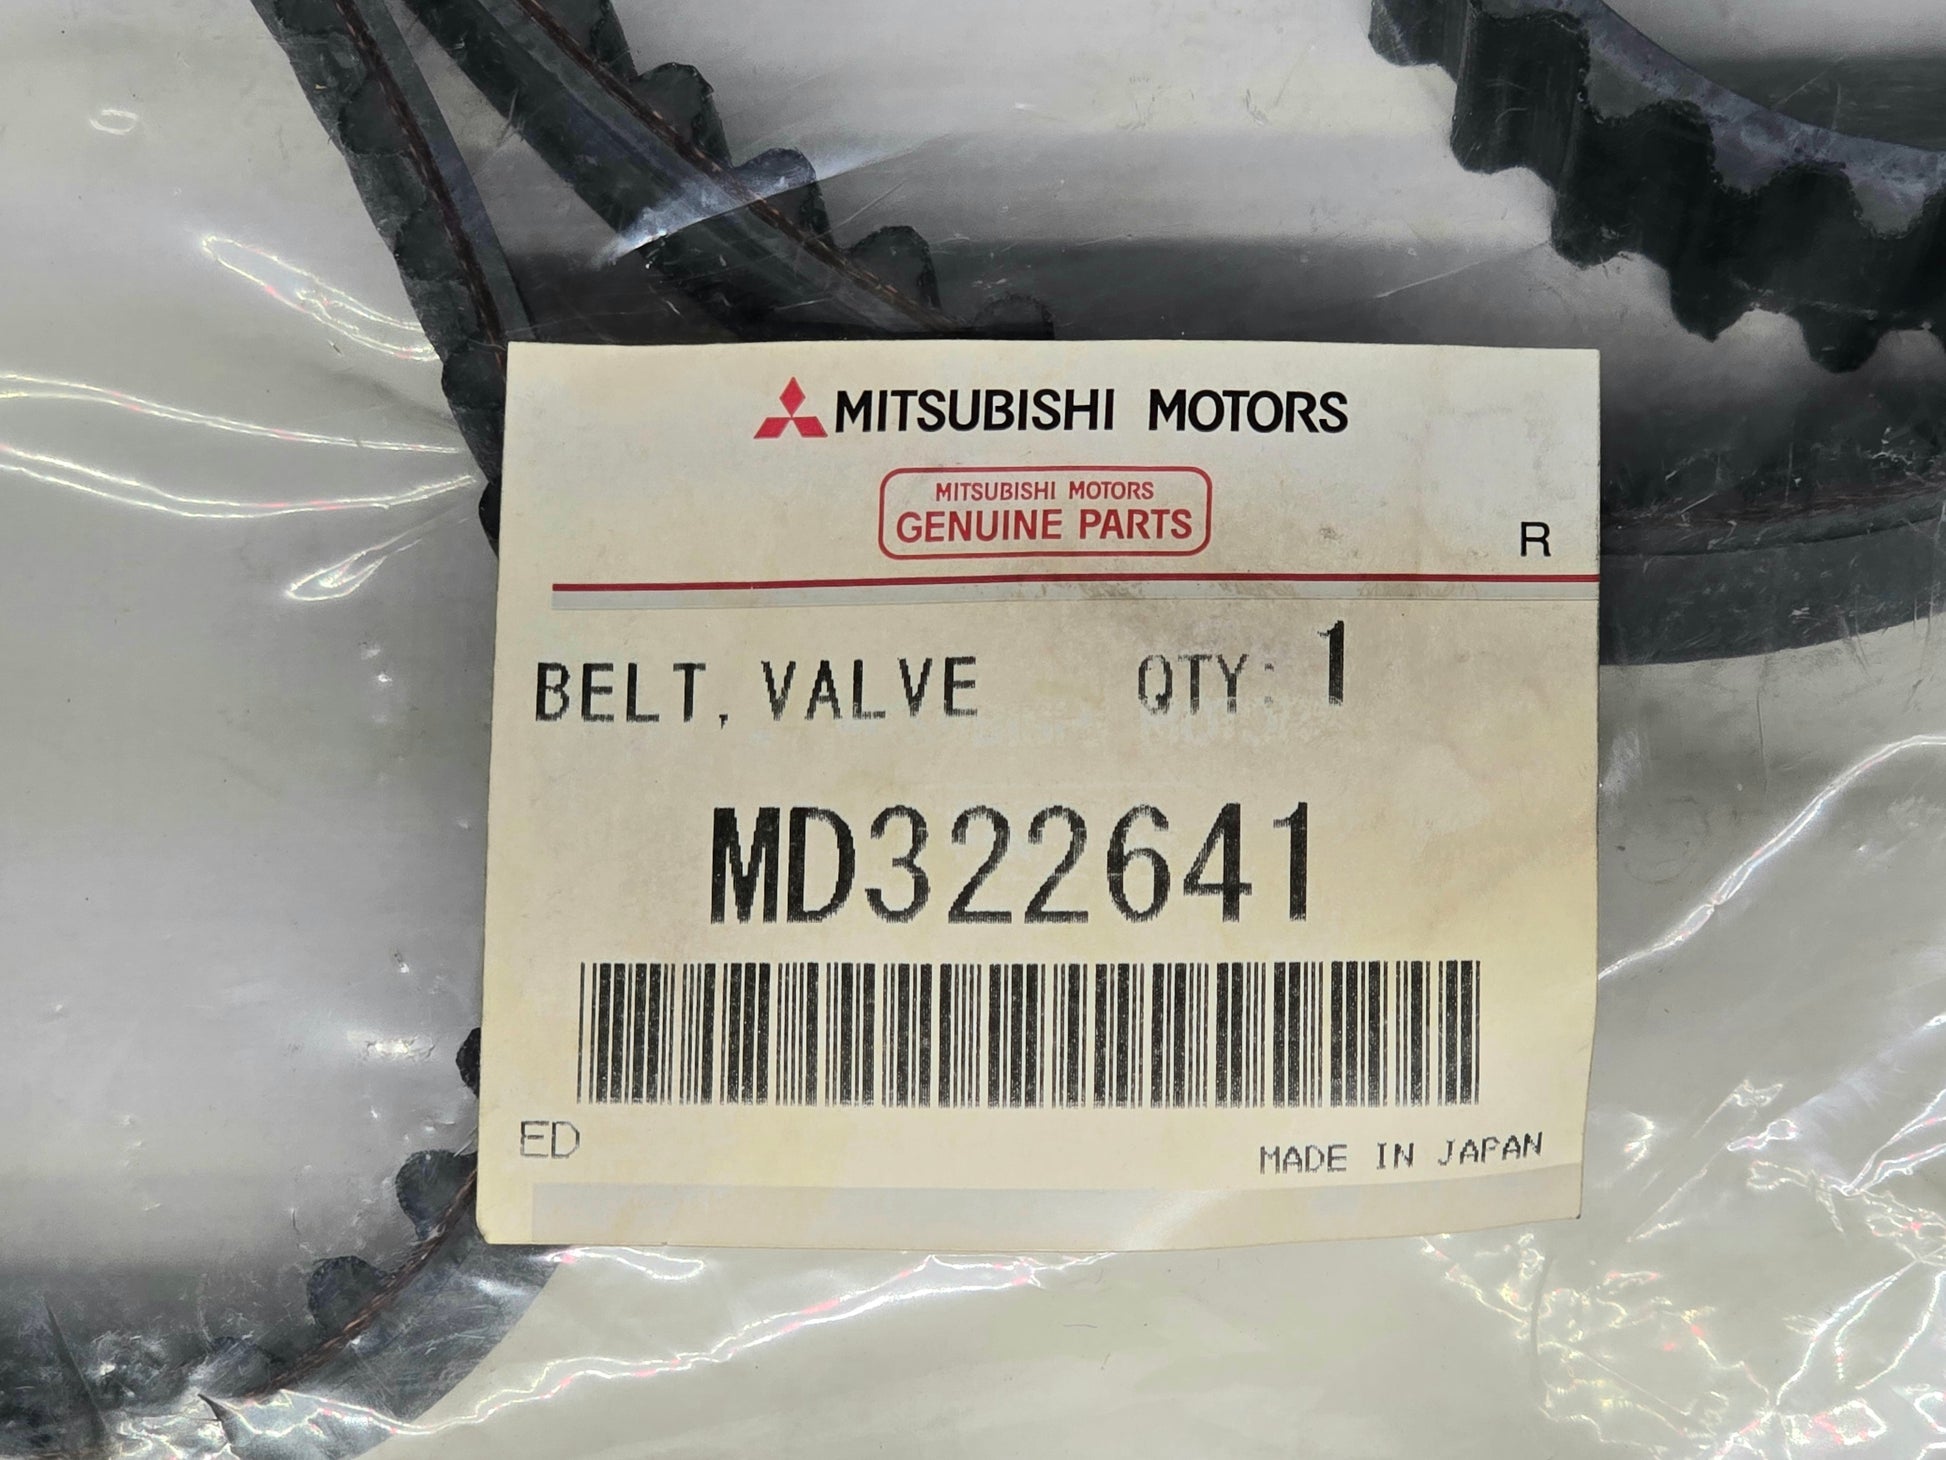 MITSUBISHI MOTORS
MITSUBISHI MOTORS
GENUINE PARTS
R
BELT, VALVE QTY: 1
MD322641
ED
MADE IN JAPAN